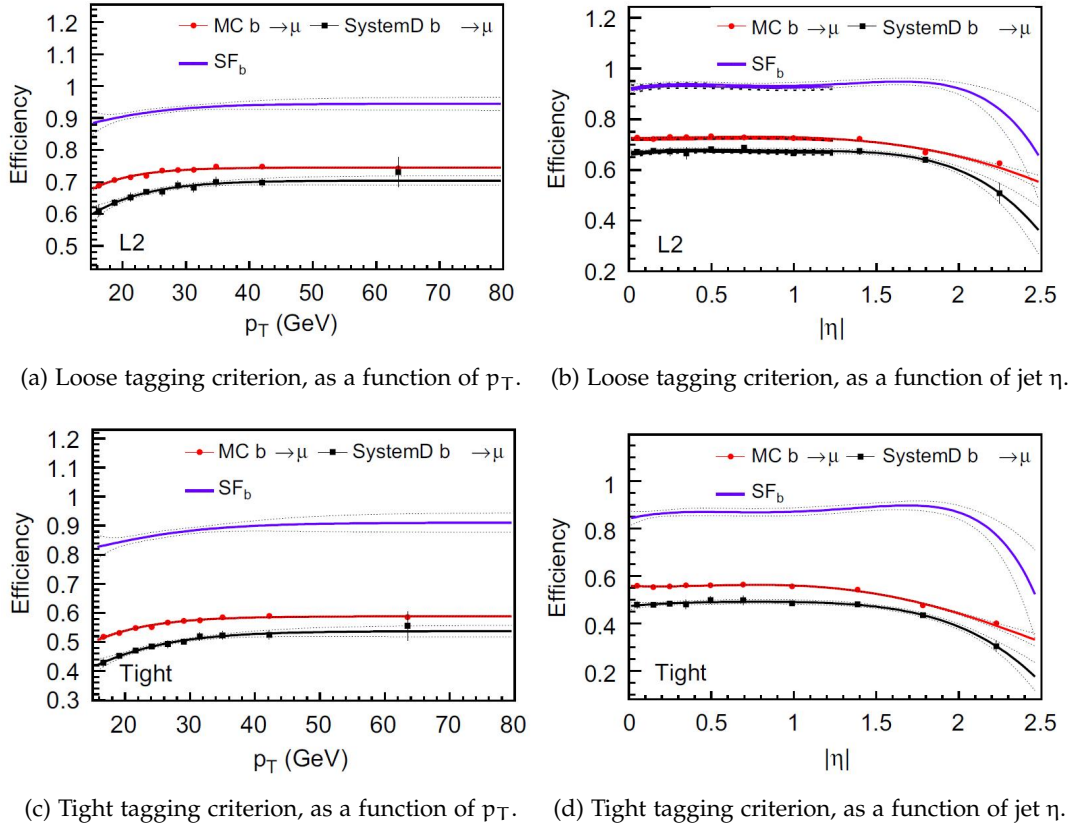 MC b →μ SystemD b →μ
SF_b
Efficiency
1.2
1.1
1
0.9
0.8
0.7
0.6
0.5
L2
20 30 40 50 60 70 80
p_T (GeV)
MC b →μ SystemD b →μ
SF_b
Efficiency
1.2
1
0.8
0.6
0.4
0.2
L2
0 0.5 1 1.5 2 2.5
|η|
(a) Loose tagging criterion, as a function of p_T.
(b) Loose tagging criterion, as a function of jet η.
MC b →μ SystemD b →μ
SF_b
Efficiency
1.2
1.1
1
0.9
0.8
0.7
0.6
0.5
0.4
0.3
Tight
20 30 40 50 60 70 80
p_T (GeV)
MC b →μ SystemD b →μ
SF_b
Efficiency
1
0.8
0.6
0.4
0.2
Tight
0 0.5 1 1.5 2 2.5
|η|
(c) Tight tagging criterion, as a function of p_T.
(d) Tight tagging criterion, as a function of jet η.